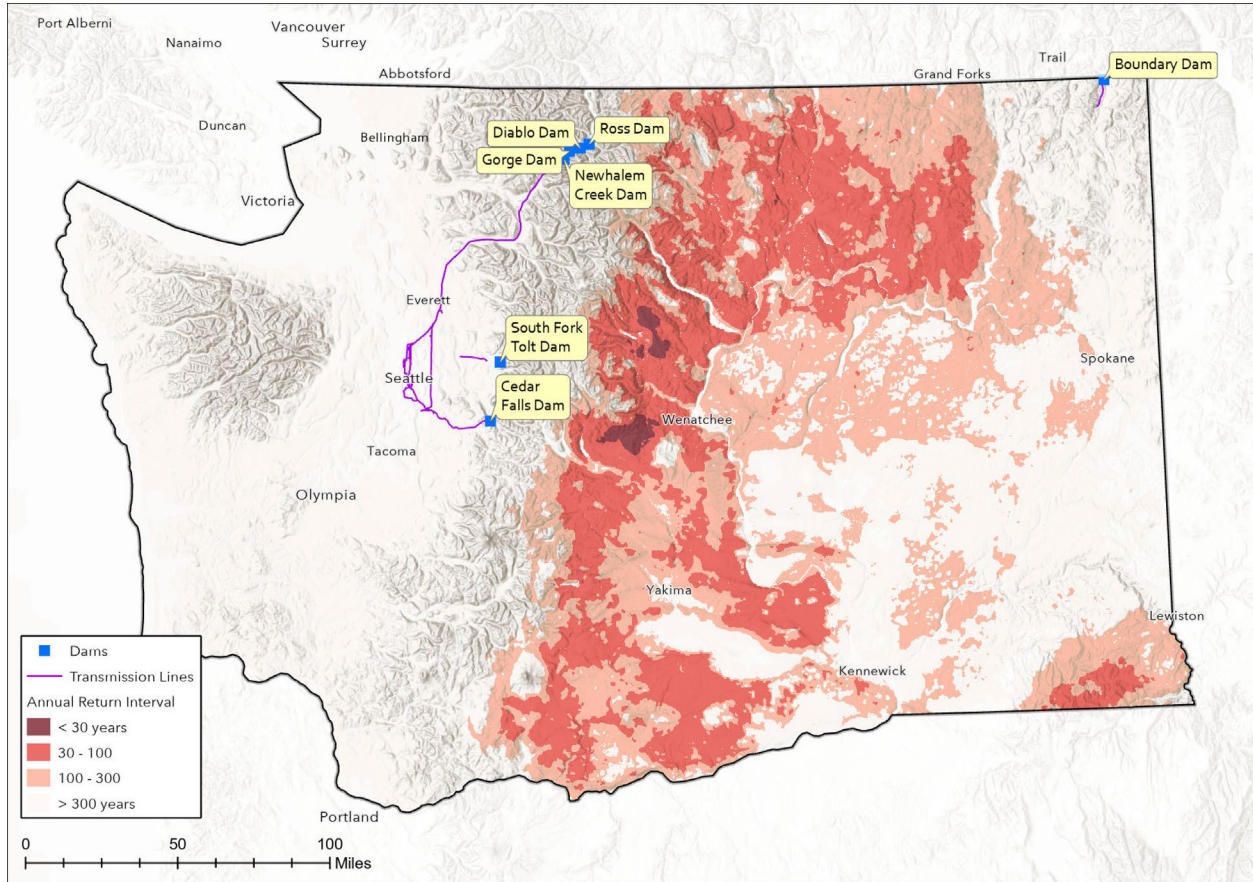 Port Alberni
Vancouver
Nanaimo
Surrey
Abbotsford
Grand Forks
Trail
Boundary Dam
Duncan
Bellingham
Diablo Dam
Ross Dam
Gorge Dam
Newhalem
Creek Dam
Victoria
Everett
South Fork
Tolt Dam
Spokane
Seattle
Cedar
Falls Dam
Wenatchee
Tacoma
Olympia
Yakima
Lewiston
Kennewick
Dams
Transmission Lines
Annual Return Interval
< 30 years
30 - 100
100 - 300
> 300 years
Portland
0 50 100
Miles